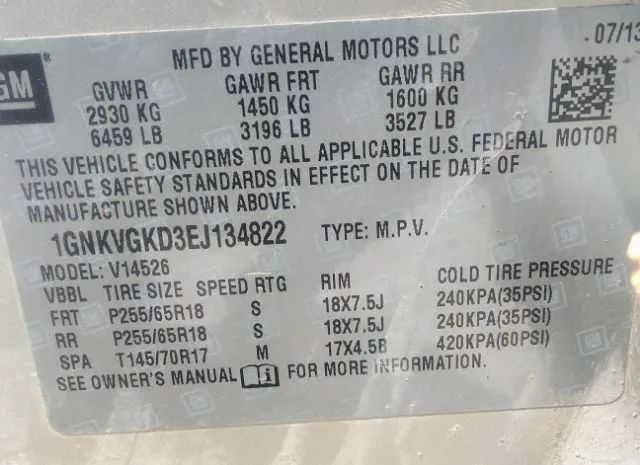 GM
MFD BY GENERAL MOTORS LLC 07/13
GVWR GAWR FRT GAWR RR
2930 KG 1450 KG 1600 KG
6459 LB 3196 LB 3527 LB
THIS VEHICLE CONFORMS TO ALL APPLICABLE U.S. FEDERAL MOTOR
VEHICLE SAFETY STANDARDS IN EFFECT ON THE DATE OF
MANUFACTURE SHOWN ABOVE.
1GNKVGKD3EJ134822 TYPE: M.P.V.
MODEL: V14526
VBBL TIRE SIZE SPEED RTG RIM COLD TIRE PRESSURE
FRT P255/65R18 S 18X7.5J 240KPA(35PSI)
RR P255/65R18 S 18X7.5J 240KPA(35PSI)
SPA T145/70R17 M 17X4.5B 420KPA(60PSI)
SEE OWNER'S MANUAL FOR MORE INFORMATION.